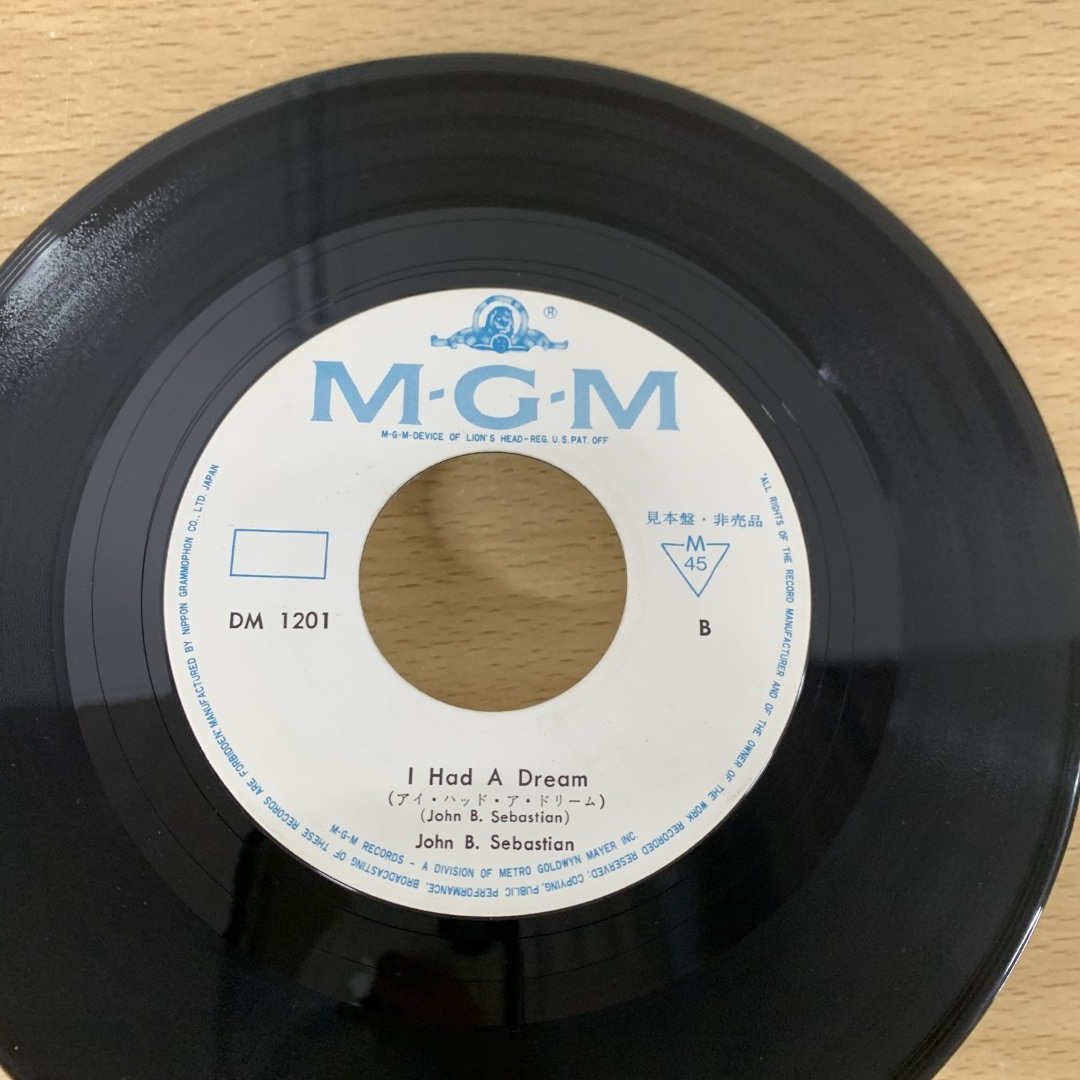 ®
M-G-M
M-G-M-DEVICE OF LION'S HEAD-REG. U.S. PAT. OFF
見本盤・非売品
M
45
DM 1201
B
I Had A Dream
(アイ・ハッド・ア・ドリーム)
(John B. Sebastian)
John B. Sebastian
M-G-M RECORDS - A DIVISION OF METRO GOLDWYN MAYER INC.
"ALL RIGHTS OF THE RECORD MANUFACTURER AND OF THE OWNER OF THE WORK RECORDED RESERVED: COPYING, PUBLIC PERFORMANCE, BROADCASTING OF THESE RECORDS ARE FORBIDDEN." MANUFACTURED BY NIPPON GRAMMOPHON CO., LTD. JAPAN